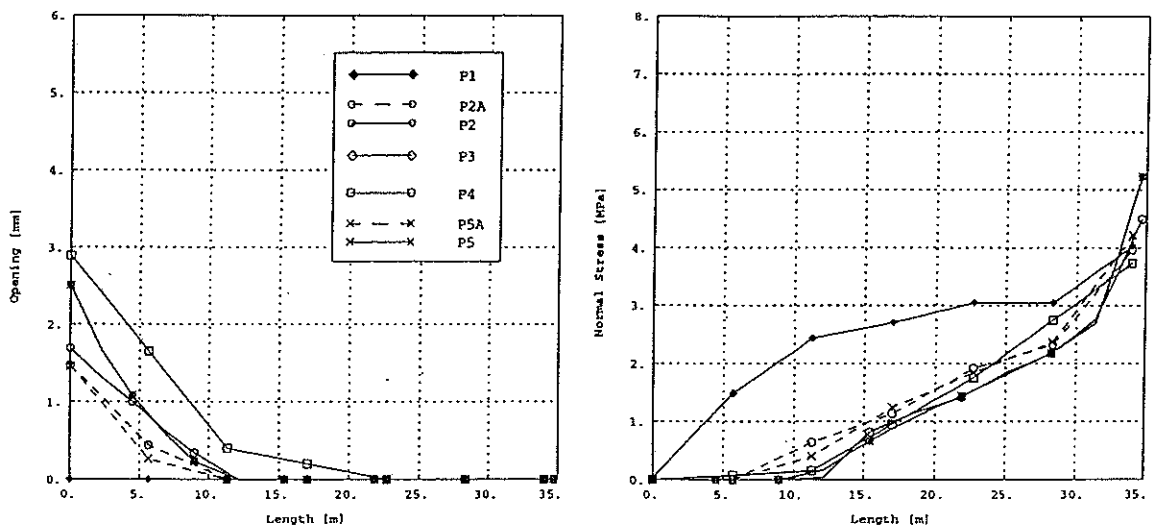 6.
5.
4.
3.
2.
1.
0.
Opening [mm]
0. 5. 10. 15. 20. 25. 30. 35.
Length [m]
P1
P2A
P2
P3
P4
P5A
P5
8.
7.
6.
5.
4.
3.
2.
1.
0.
Normal Stress [MPa]
0. 5. 10. 15. 20. 25. 30. 35.
Length [m]